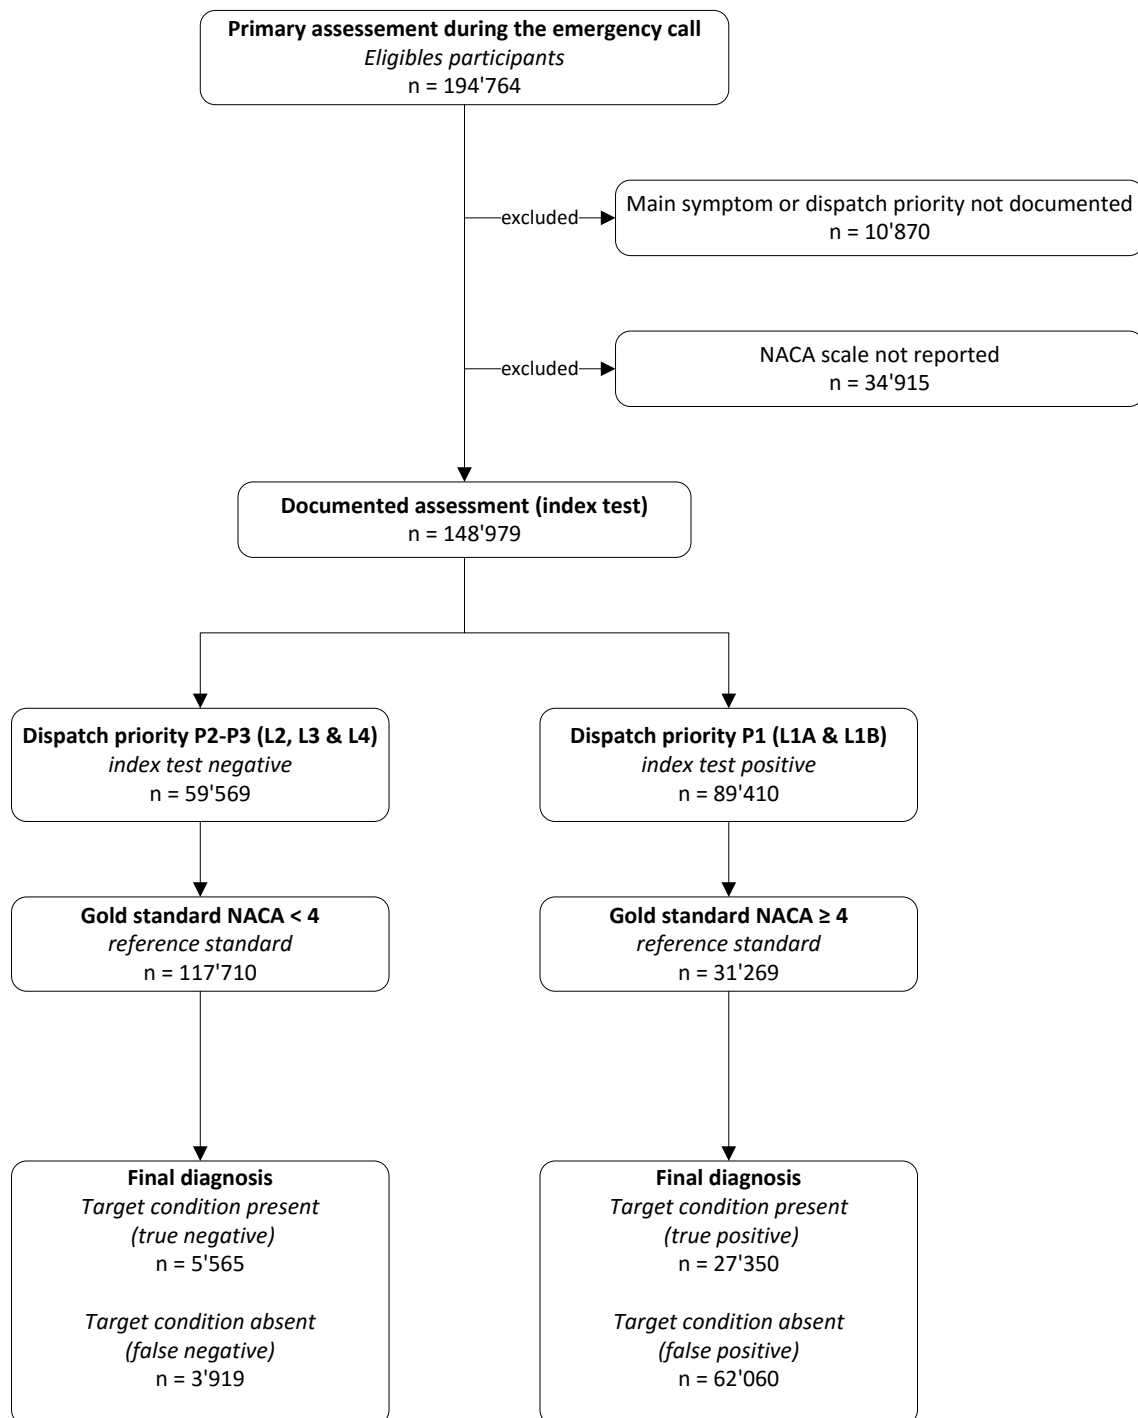 Primary assessement during the emergency call
Eligibles participants
n = 194'764
excluded
Main symptom or dispatch priority not documented
n = 10'870
excluded
NACA scale not reported
n = 34'915
Documented assessment (index test)
n = 148'979
Dispatch priority P2-P3 (L2, L3 & L4)
index test negative
n = 59'569
Dispatch priority P1 (L1A & L1B)
index test positive
n = 89'410
Gold standard NACA < 4
reference standard
n = 117'710
Gold standard NACA ≥ 4
reference standard
n = 31'269
Final diagnosis
Target condition present
(true negative)
n = 5'565
Target condition absent
(false negative)
n = 3'919
Final diagnosis
Target condition present
(true positive)
n = 27'350
Target condition absent
(false positive)
n = 62'060